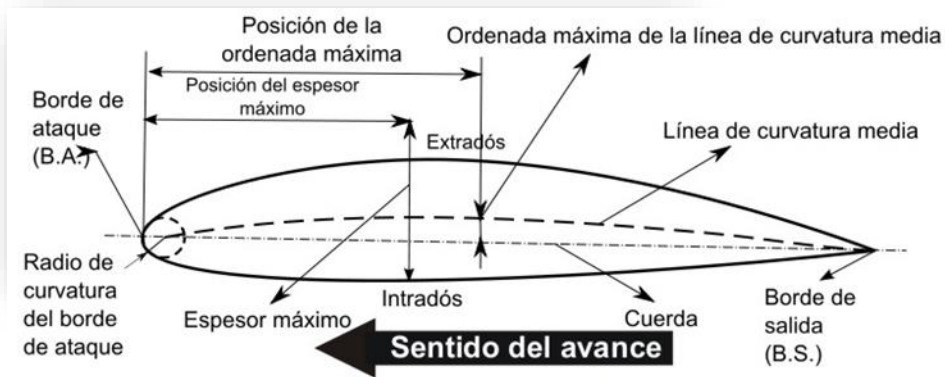 Posición de la
ordenada máxima
Ordenada máxima de la línea de curvatura media
Posición del espesor
máximo
Borde de
ataque
(B.A.)
Extradós
Línea de curvatura media
Radio de
curvatura
del borde
de ataque
Intradós
Espesor máximo
Cuerda
Borde de
salida
(B.S.)
Sentido del avance